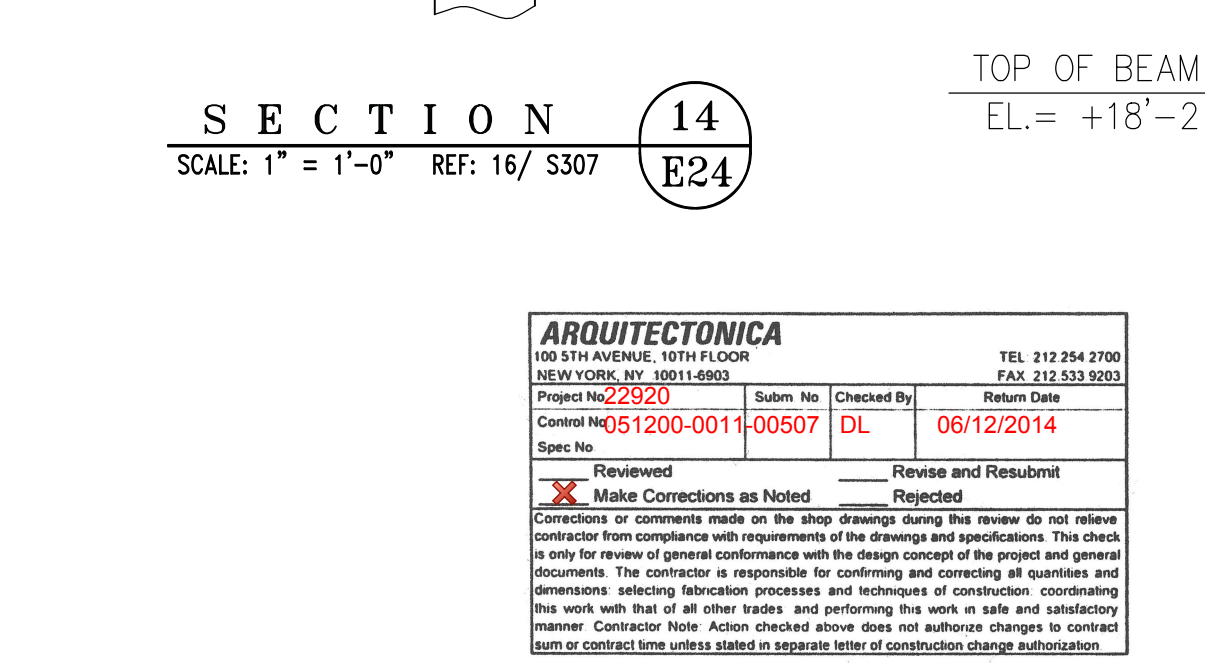 TOP OF BEAM
EL.= +18'-2
S E C T I O N
14
SCALE: 1" = 1'-0" REF: 16/ S307
E24
ARQUITECTONICA
100 5TH AVENUE, 10TH FLOOR TEL: 212.254 2700
NEW YORK, NY 10011-6903 FAX 212.533 9203
Project No 22920 Subm No. Checked By Return Date
Control No 051200-0011-00507 DL 06/12/2014
Spec No
Reviewed Revise and Resubmit
X Make Corrections as Noted Rejected
Corrections or comments made on the shop drawings during this review do not relieve
contractor from compliance with requirements of the drawings and specifications. This check
is only for review of general conformance with the design concept of the project and general
documents. The contractor is responsible for confirming and correcting all quantities and
dimensions: selecting fabrication processes and techniques of construction: coordinating
this work with that of all other trades and performing this work in safe and satisfactory
manner. Contractor Note: Action checked above does not authorize changes to contract
sum or contract time unless stated in separate letter of construction change authorization.